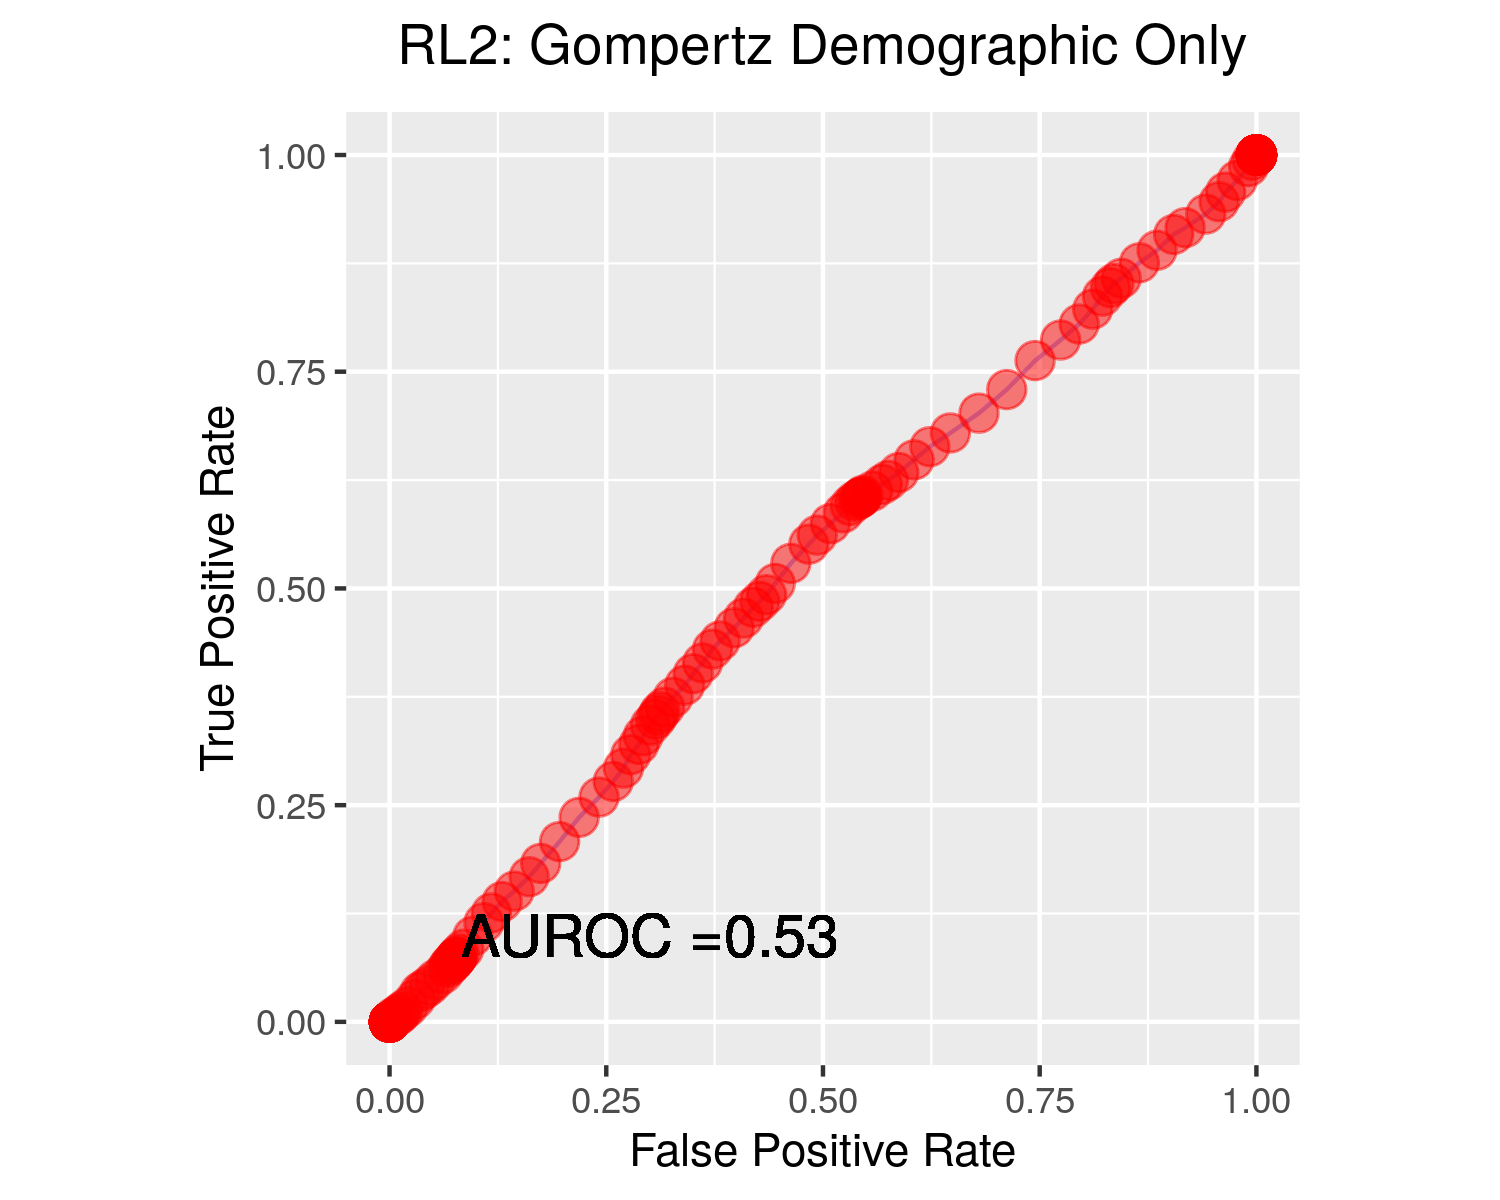 RL2: Gompertz Demographic Only
1.00
0.75
0.50
0.25
0.00
True Positive Rate
AUROC =0.53
0.00 0.25 0.50 0.75 1.00
False Positive Rate